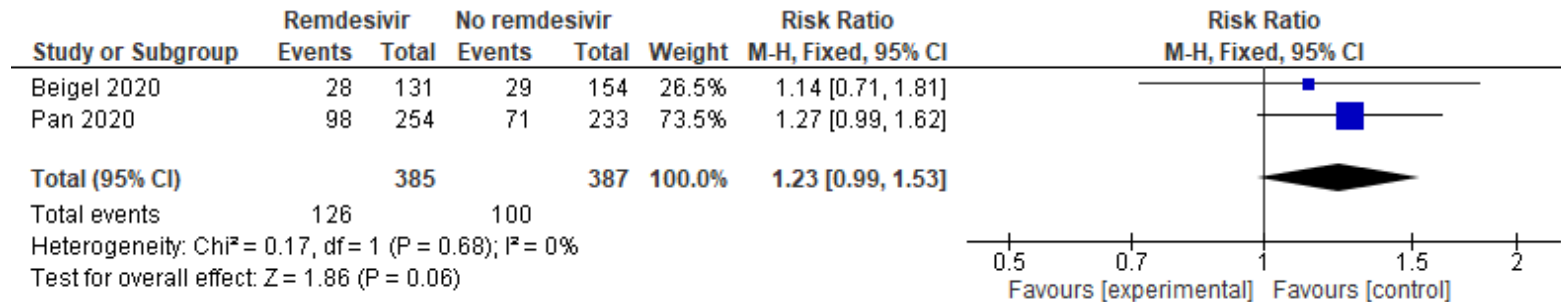 Remdesivir No remdesivir Risk Ratio Risk Ratio
Study or Subgroup Events Total Events Total Weight M-H, Fixed, 95% CI M-H, Fixed, 95% CI
Beigel 2020 28 131 29 154 26.5% 1.14 [0.71, 1.81]
Pan 2020 98 254 71 233 73.5% 1.27 [0.99, 1.62]
Total (95% CI) 385 387 100.0% 1.23 [0.99, 1.53]
Total events 126 100
Heterogeneity: Chi² = 0.17, df = 1 (P = 0.68); I² = 0%
Test for overall effect: Z = 1.86 (P = 0.06)
0.5 0.7 1 1.5 2
Favours [experimental] Favours [control]